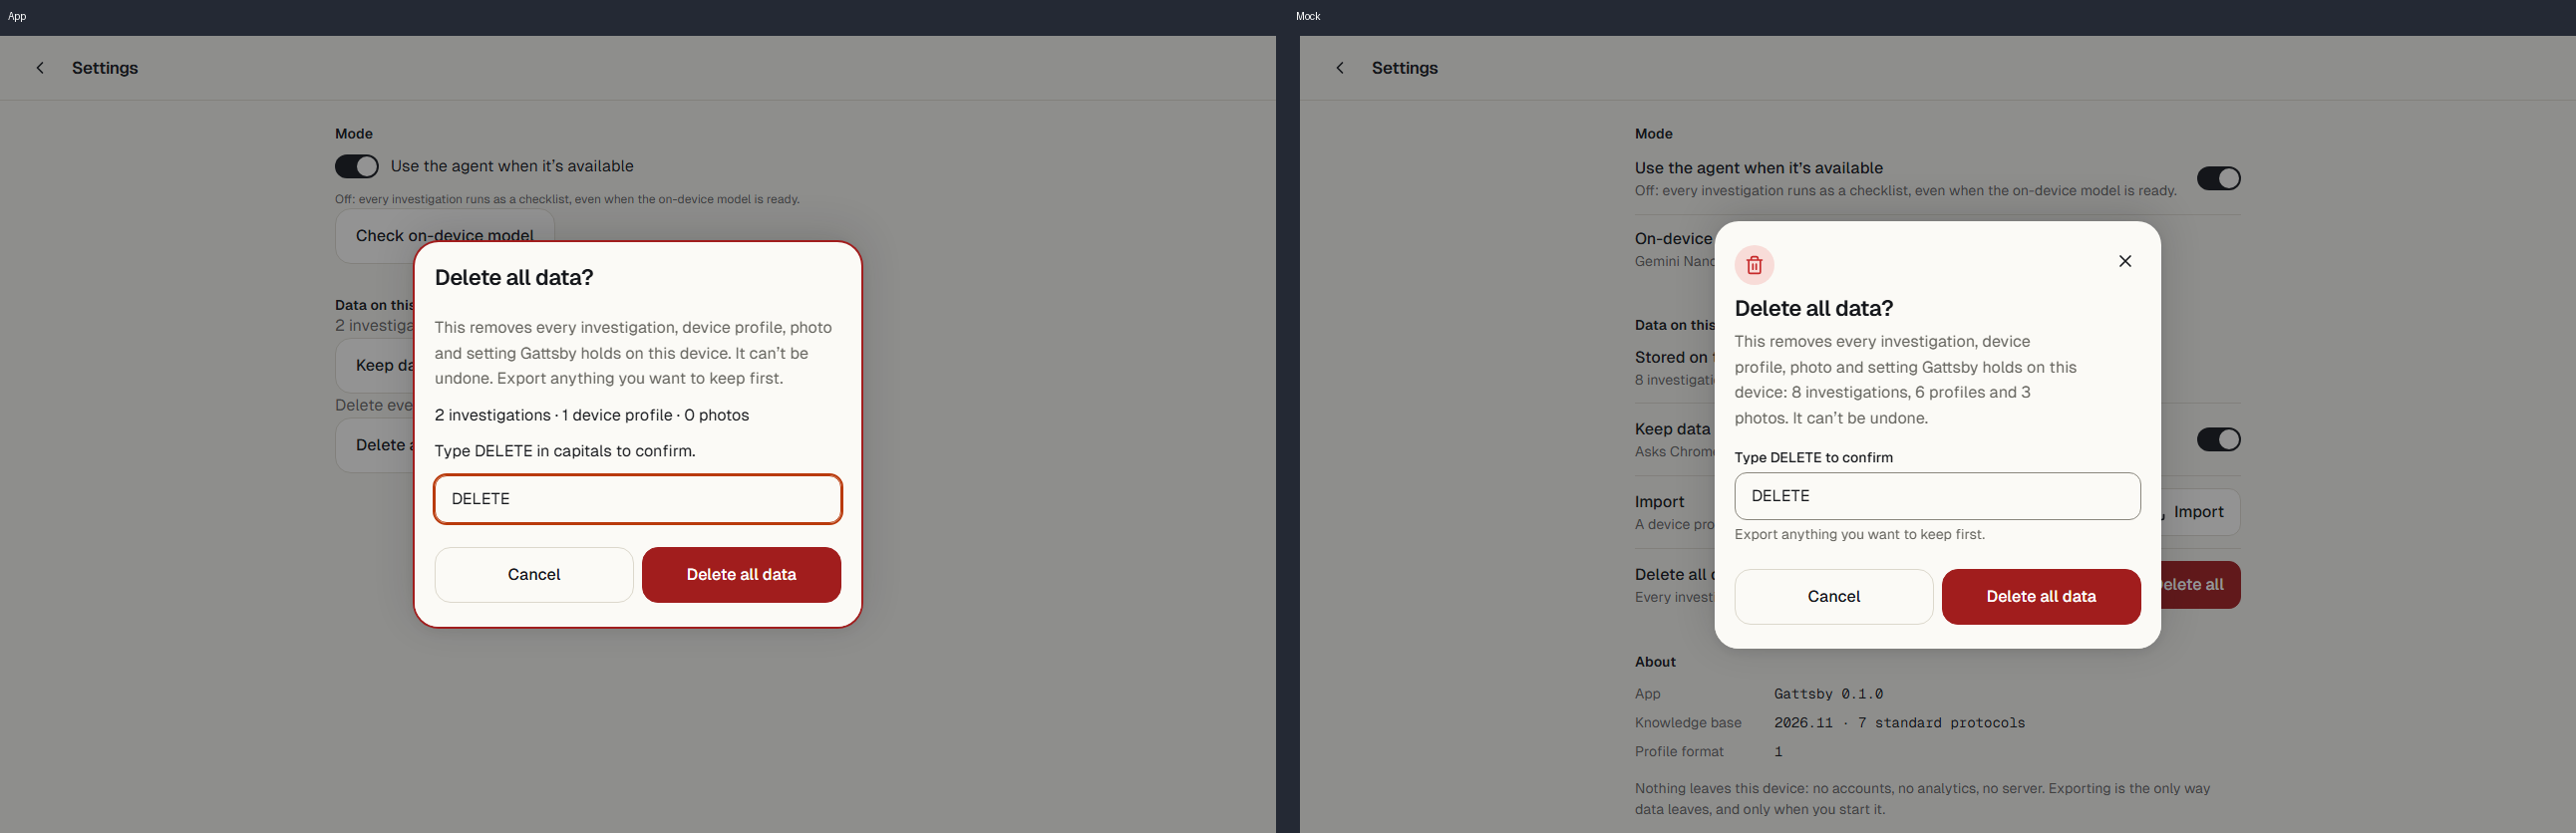 App
Settings
Mode
Use the agent when it’s available
Off: every investigation runs as a checklist, even when the on-device model is ready.
Check on-device model
Data on this
2 investiga
Keep da
Delete eve
Delete a
Delete all data?
This removes every investigation, device profile, photo
and setting Gattsby holds on this device. It can’t be
undone. Export anything you want to keep first.
2 investigations · 1 device profile · 0 photos
Type DELETE in capitals to confirm.
DELETE
Cancel
Delete all data
Mock
Settings
Mode
Use the agent when it’s available
Off: every investigation runs as a checklist, even when the on-device model is ready.
On-device
Gemini Nano
Data on this
Stored on t
8 investigati
Keep data
Asks Chrome
Import
A device pro
Import
Delete all d
Every invest
elete all
Delete all data?
This removes every investigation, device
profile, photo and setting Gattsby holds on this
device: 8 investigations, 6 profiles and 3
photos. It can’t be undone.
Type DELETE to confirm
DELETE
Export anything you want to keep first.
Cancel
Delete all data
About
App Gattsby 0.1.0
Knowledge base 2026.11 · 7 standard protocols
Profile format 1
Nothing leaves this device: no accounts, no analytics, no server. Exporting is the only way
data leaves, and only when you start it.